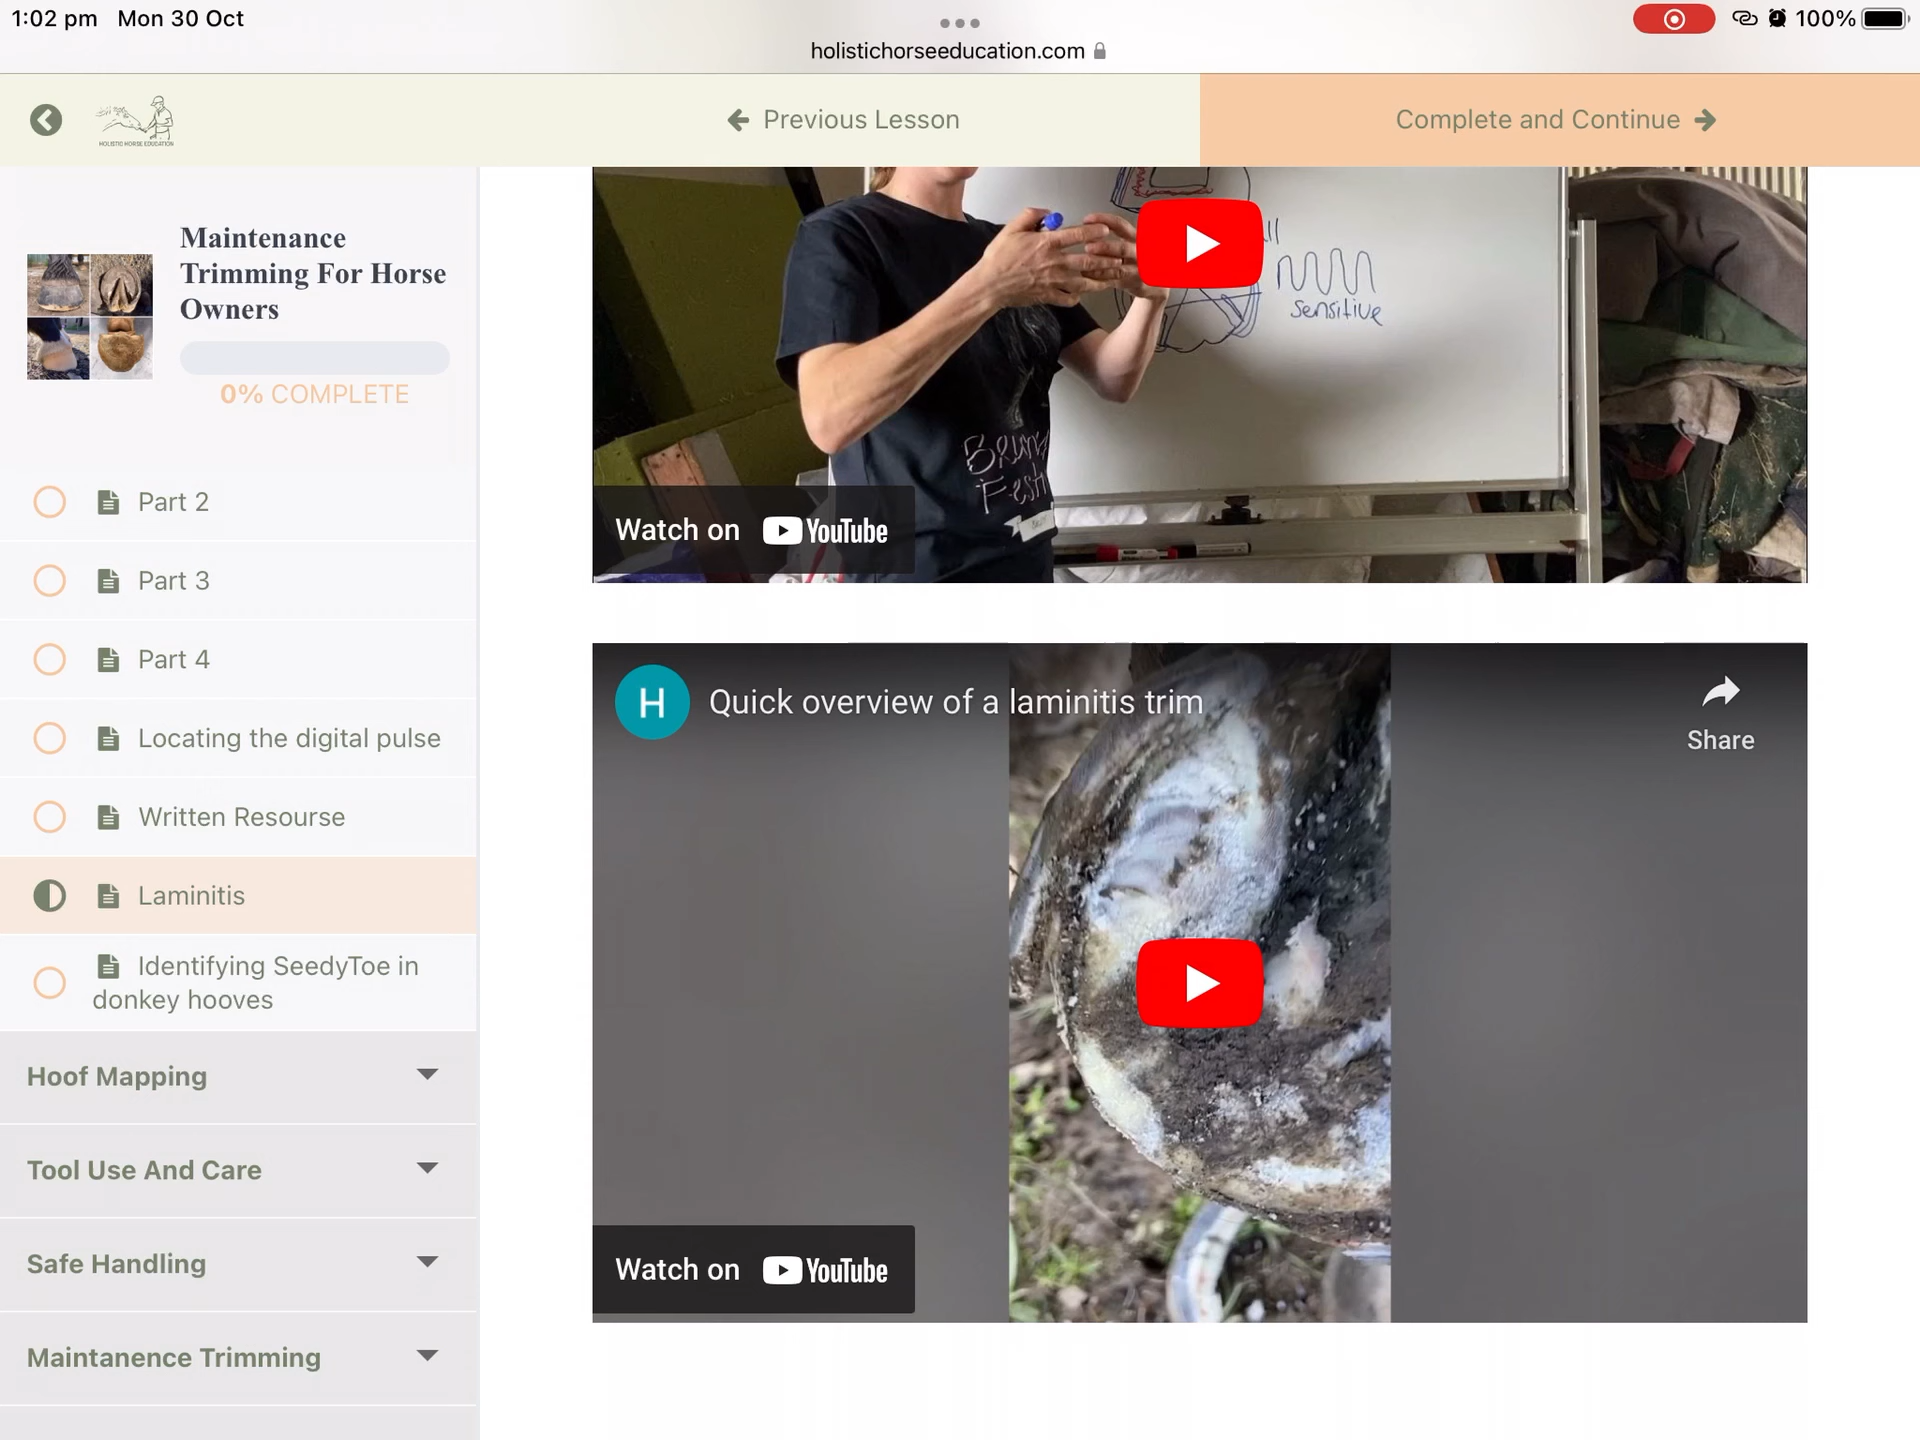 1:02 pm Mon 30 Oct
100%
holistichorseeducation.com
HOLISTIC HORSE EDUCATION
Previous Lesson
Complete and Continue
Maintenance
Trimming For Horse
Owners
0% COMPLETE
Part 2
Part 3
Part 4
Locating the digital pulse
Written Resourse
Laminitis
Identifying SeedyToe in
donkey hooves
Hoof Mapping
Tool Use And Care
Safe Handling
Maintanence Trimming
sensitive
Watch on YouTube
H Quick overview of a laminitis trim
Share
Watch on YouTube